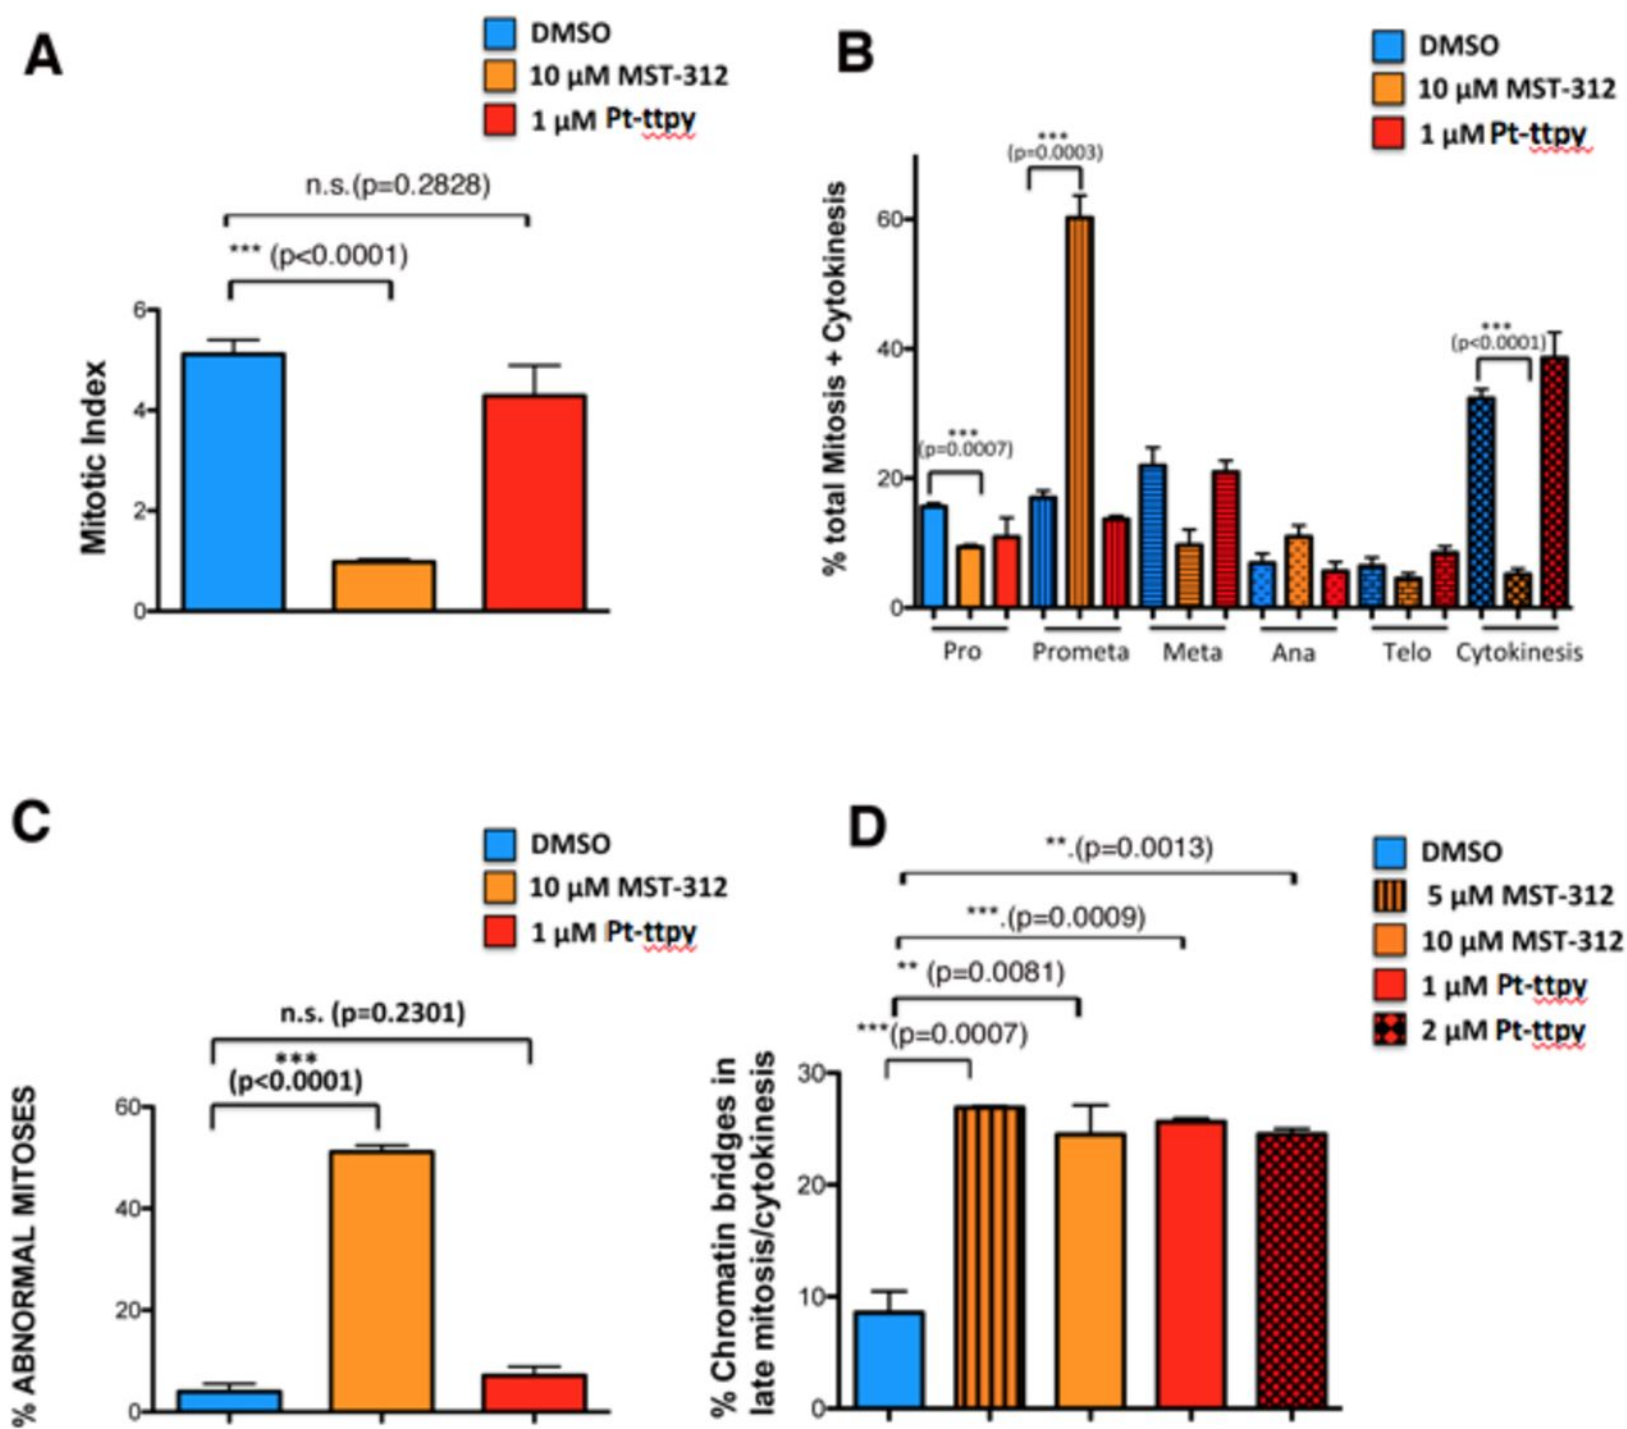 A
DMSO
10 μM MST-312
1 μM Pt-ttpy
n.s.(p=0.2828)
*** (p<0.0001)
6
4
2
0
Mitotic Index
B
DMSO
10 μM MST-312
1 μM Pt-ttpy
***
(p=0.0003)
***
(p<0.0001)
***
(p=0.0007)
60
40
20
0
% total Mitosis + Cytokinesis
Pro Prometa Meta Ana Telo Cytokinesis
C
DMSO
10 μM MST-312
1 μM Pt-ttpy
n.s. (p=0.2301)
***
(p<0.0001)
60
40
20
0
% ABNORMAL MITOSES
D
DMSO
5 μM MST-312
10 μM MST-312
1 μM Pt-ttpy
2 μM Pt-ttpy
**.(p=0.0013)
***.(p=0.0009)
** (p=0.0081)
***(p=0.0007)
30
20
10
0
% Chromatin bridges in
late mitosis/cytokinesis